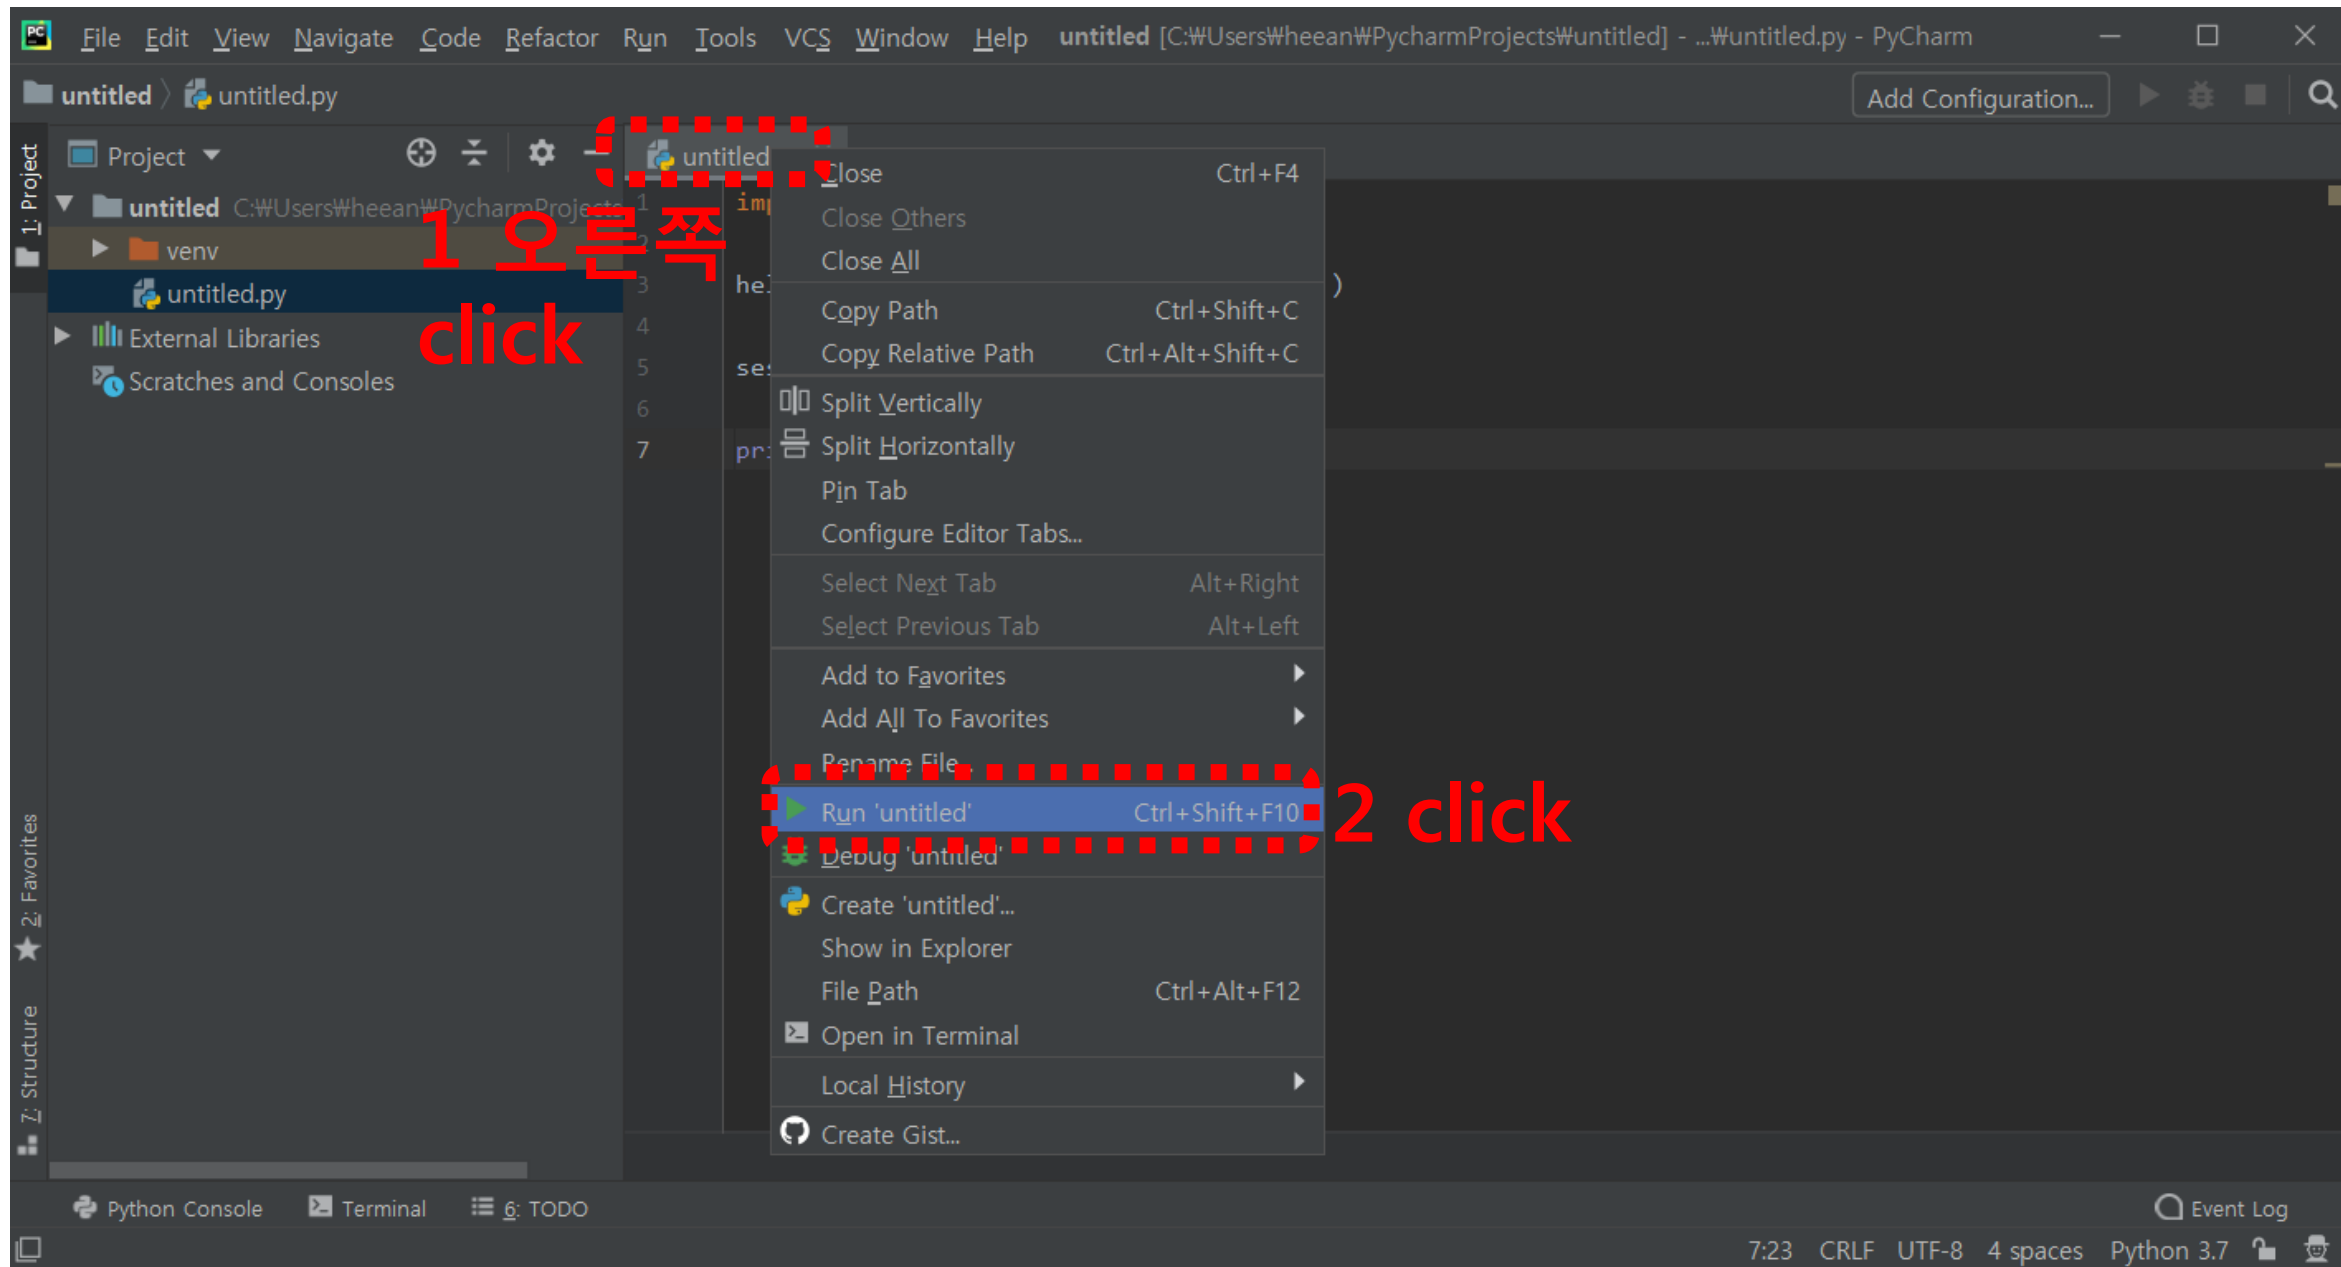 File Edit View Navigate Code Refactor Run Tools VCS Window Help untitled [C:₩Users₩heean₩PycharmProjects₩untitled] - ...₩untitled.py - PyCharm
untitled 〉 untitled.py
Add Configuration...
Project
untitled
1: Project
untitled C:₩Users₩heean₩PycharmProjects
venv
untitled.py
External Libraries
Scratches and Consoles
1 오른쪽
click
1
2
3
)
4
5
6
7
Close Ctrl+F4
Close Others
Close All
Copy Path Ctrl+Shift+C
Copy Relative Path Ctrl+Alt+Shift+C
Split Vertically
Split Horizontally
Pin Tab
Configure Editor Tabs...
Select Next Tab Alt+Right
Select Previous Tab Alt+Left
Add to Favorites
Add All To Favorites
Rename File...
Run 'untitled' Ctrl+Shift+F10
2 click
Debug 'untitled'
Create 'untitled'...
Show in Explorer
File Path Ctrl+Alt+F12
Open in Terminal
Local History
Create Gist...
2: Favorites
7: Structure
Python Console Terminal 6: TODO Event Log
7:23 CRLF UTF-8 4 spaces Python 3.7